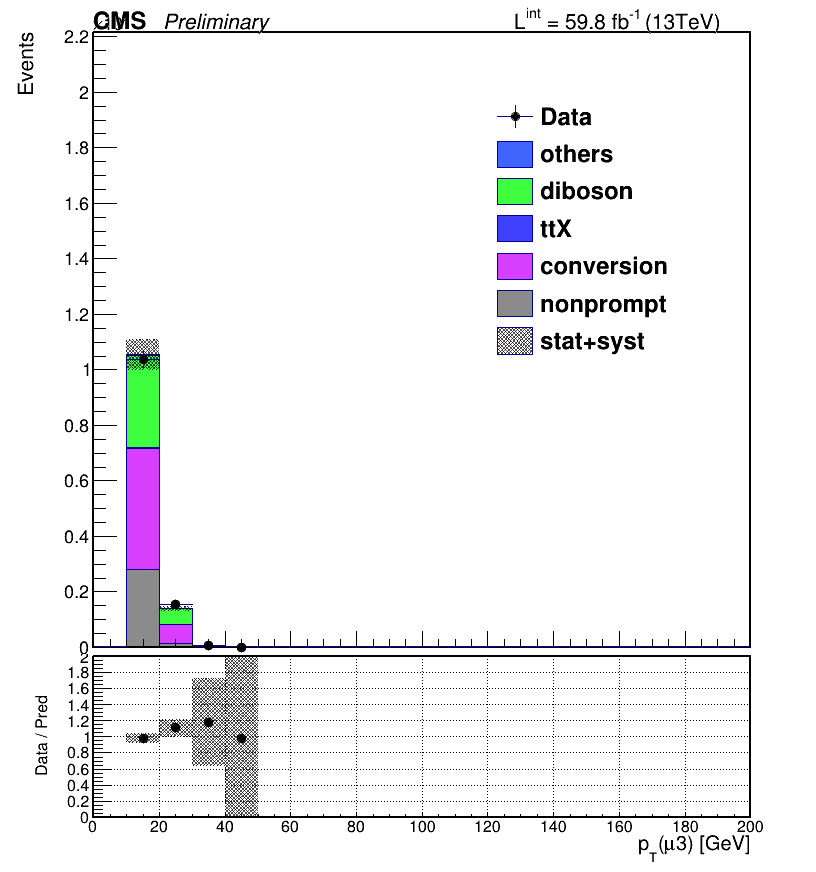 CMS Preliminary L^int = 59.8 fb^-1 (13TeV)
Events
2.2
2
1.8
1.6
1.4
1.2
1
0.8
0.6
0.4
0.2
0
Data
others
diboson
ttX
conversion
nonprompt
stat+syst
Data / Pred
2
1.8
1.6
1.4
1.2
1
0.8
0.6
0.4
0.2
0
0 20 40 60 80 100 120 140 160 180 200
p_T(μ3) [GeV]